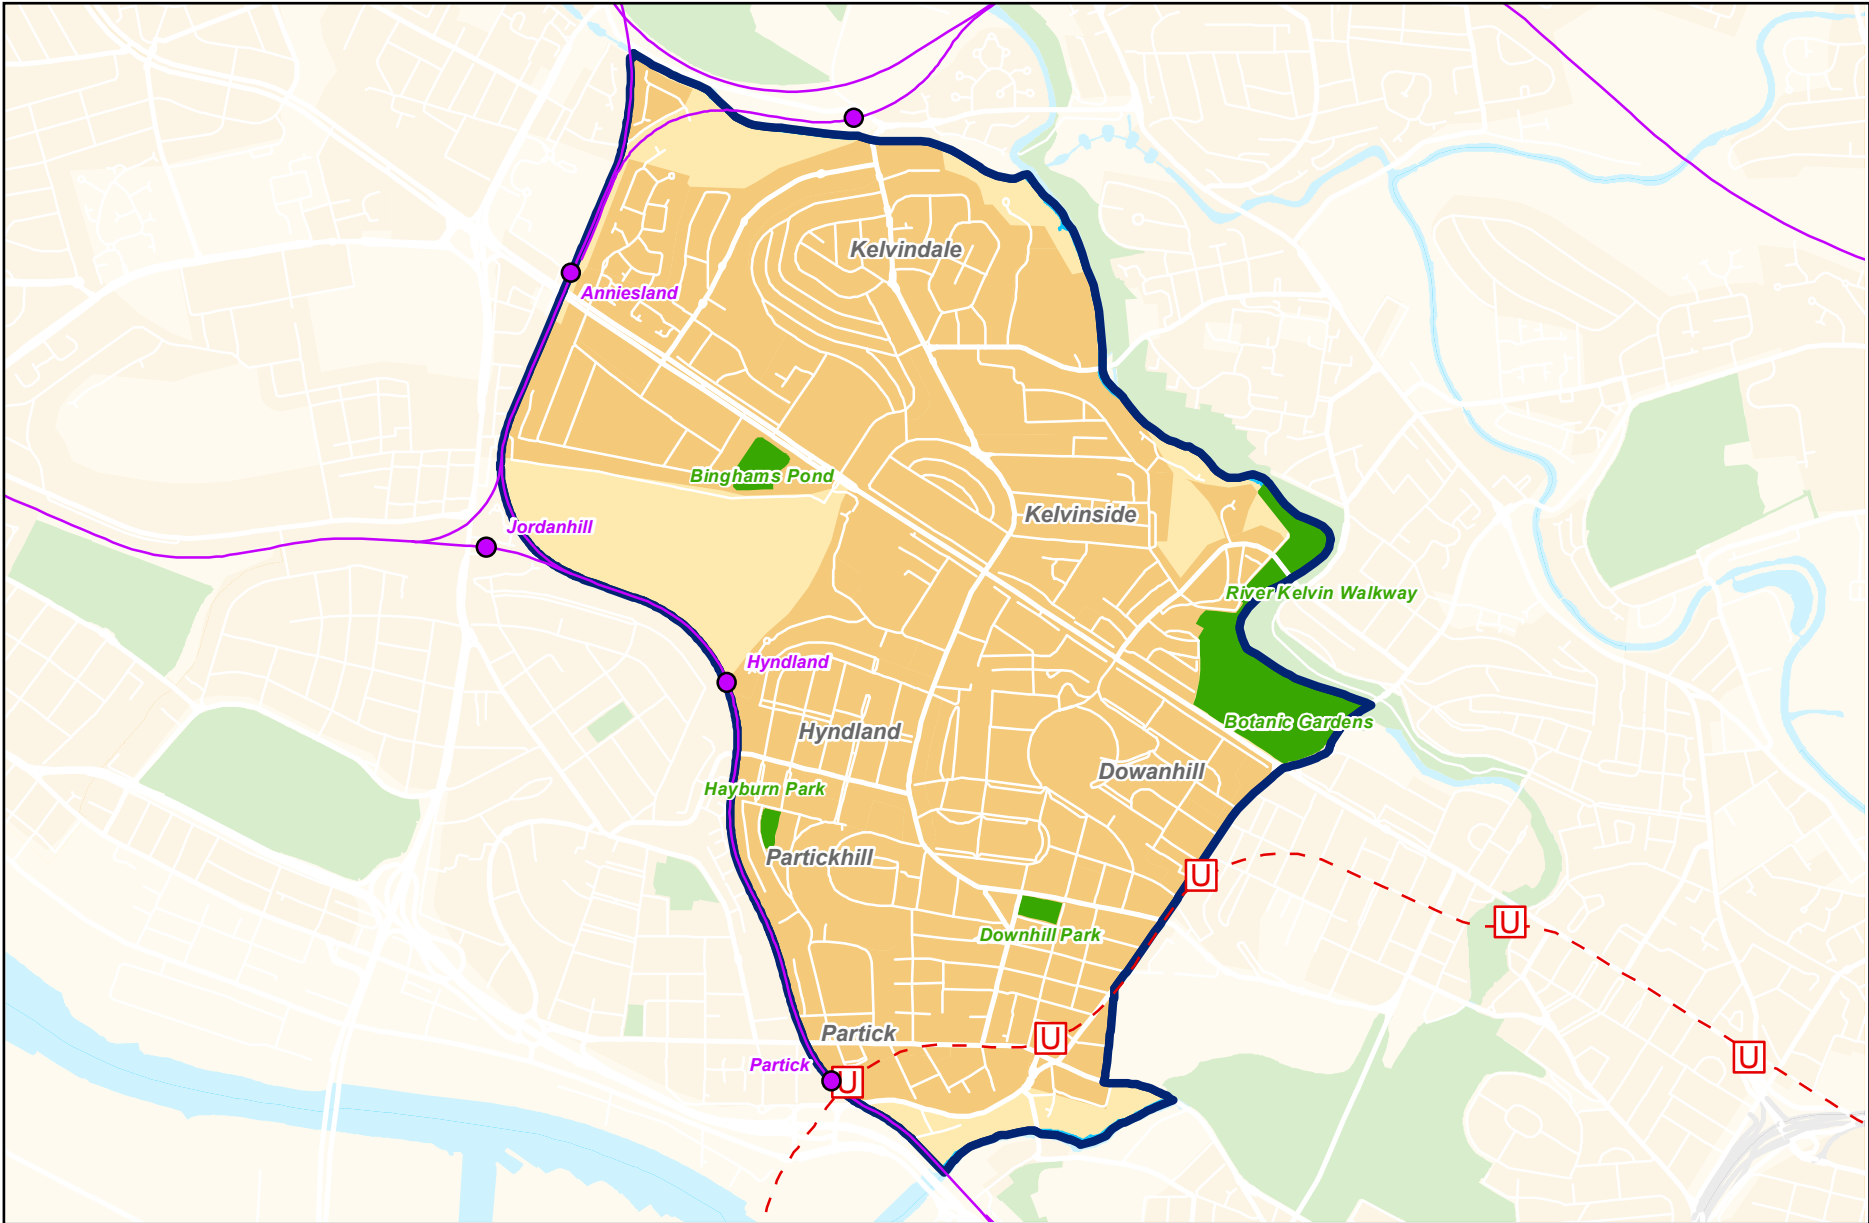 Kelvindale
Anniesland
Binghams Pond
Kelvinside
Jordanhill
River Kelvin Walkway
Hyndland
Botanic Gardens
Hyndland
Dowanhill
Hayburn Park
Partickhill
U
U
Downhill Park
Partick
U
U
Partick
U